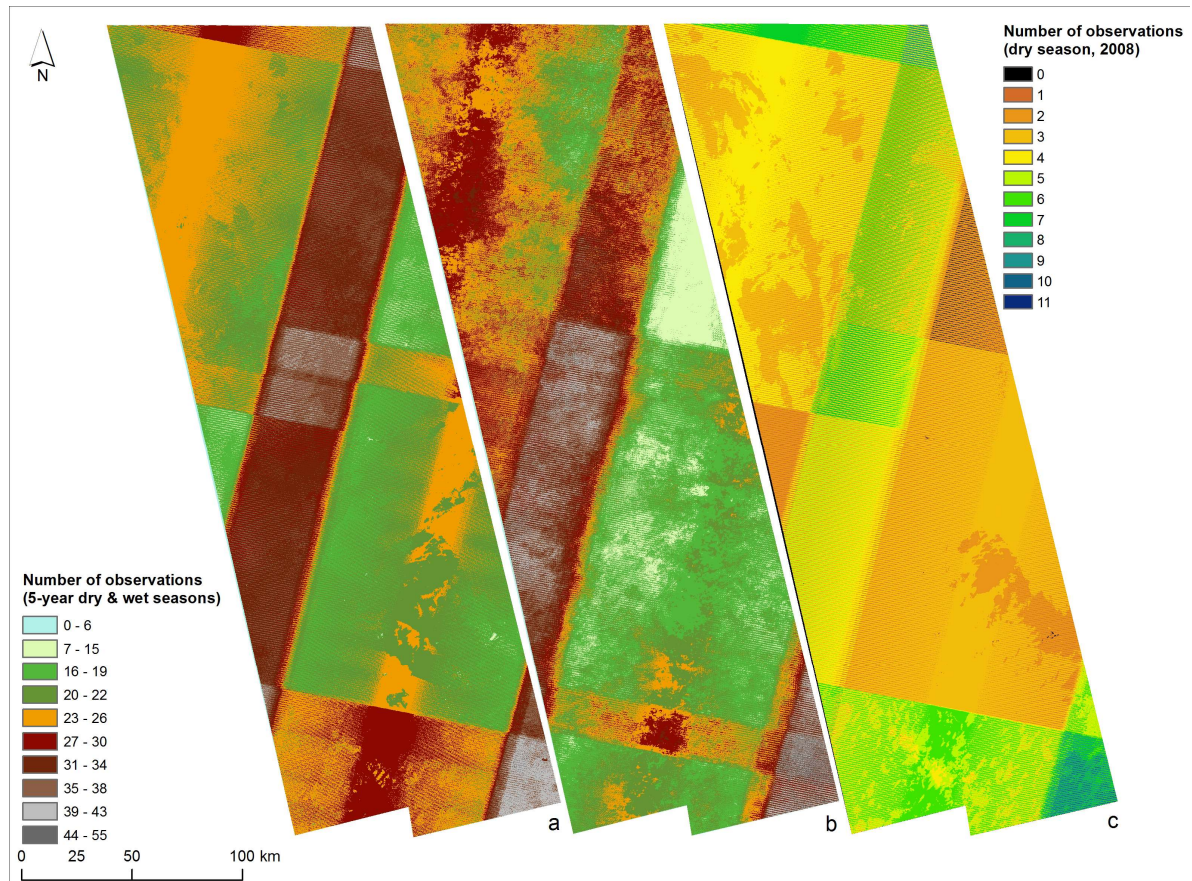 N
Number of observations
(dry season, 2008)
0
1
2
3
4
5
6
7
8
9
10
11
Number of observations
(5-year dry & wet seasons)
0 - 6
7 - 15
16 - 19
20 - 22
23 - 26
27 - 30
31 - 34
35 - 38
39 - 43
44 - 55
0 25 50 100 km
a
b
c